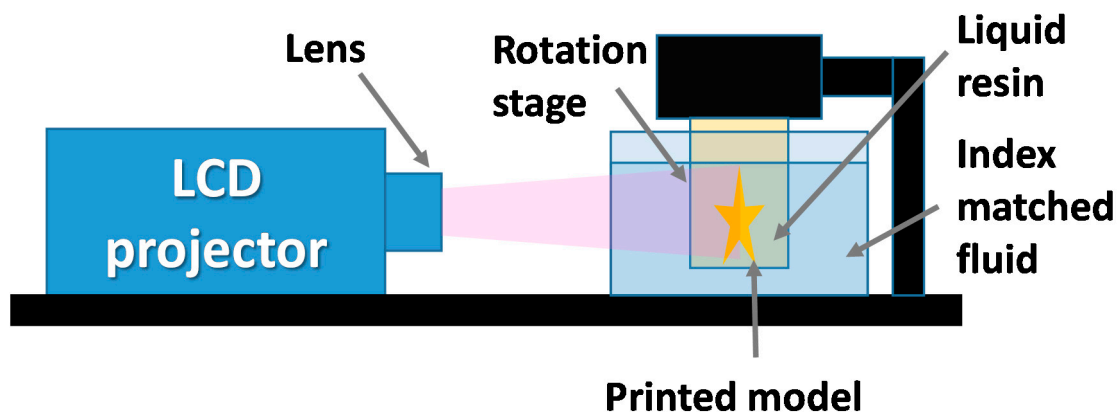 Lens
Rotation
stage
Liquid
resin
LCD
projector
Index
matched
fluid
Printed model